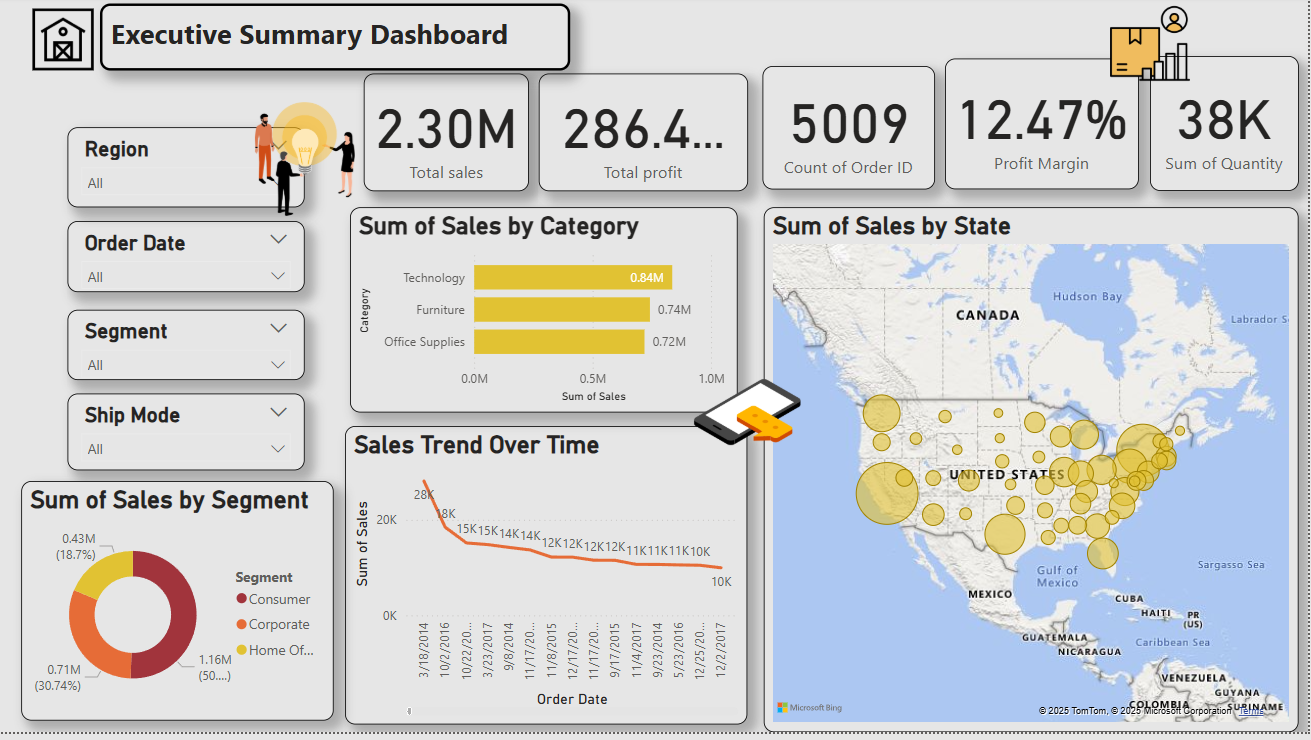 Executive Summary Dashboard
2.30M
Total sales
286.4...
Total profit
5009
Count of Order ID
12.47%
Profit Margin
38K
Sum of Quantity
Region
All
Order Date
All
Segment
All
Ship Mode
All
Sum of Sales by Segment
0.43M
(18.7%)
0.71M
(30.74%)
1.16M
(50....)
Segment
Consumer
Corporate
Home Of...
Sum of Sales by Category
Category
Technology
0.84M
Furniture
0.74M
Office Supplies
0.72M
0.0M
0.5M
1.0M
Sum of Sales
Sales Trend Over Time
Sum of Sales
20K
0K
28K
18K
15K
15K
14K
14K
12K
12K
12K
12K
11K
11K
11K
10K
10K
3/18/2014
10/2/2016
10/22/20...
3/23/2017
9/8/2014
11/17/20...
11/8/2015
12/17/20...
11/17/20...
9/17/2015
11/4/2017
9/23/2014
5/23/2016
12/25/20...
12/2/2017
Order Date
Sum of Sales by State
Hudson Bay
CANADA
Labrador S
UNITED STATES
Gulf of
Mexico
Sargasso Sea
MEXICO
CUBA
HAITI
PR
(US)
GUATEMALA
Caribbean Sea
NICARAGUA
VENEZUELA
GUYANA
COLOMBIA
SURINAME
Microsoft Bing
© 2025 TomTom, © 2025 Microsoft Corporation Terms